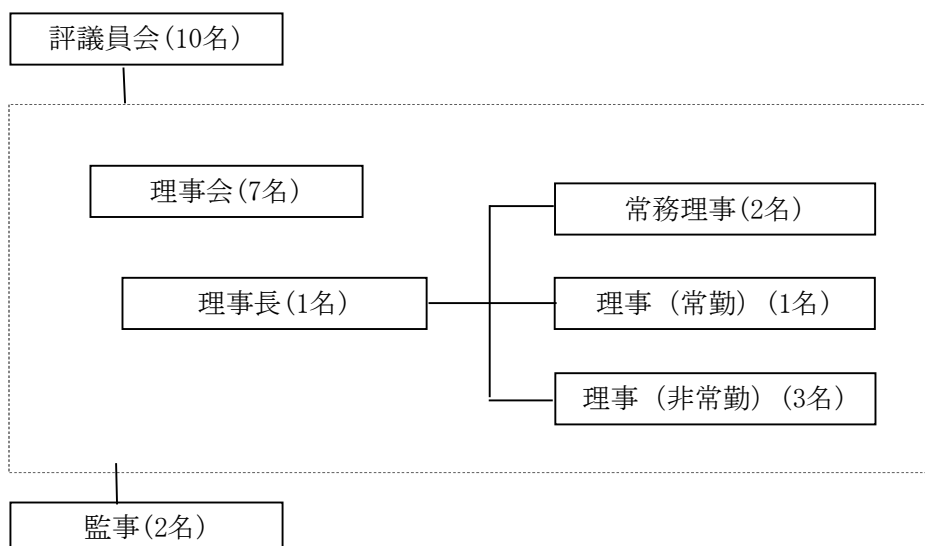 評議員会(10名)
理事会(7名)
常務理事(2名)
理事長(1名)
理事（常勤）(1名)
理事（非常勤）(3名)
監事(2名)